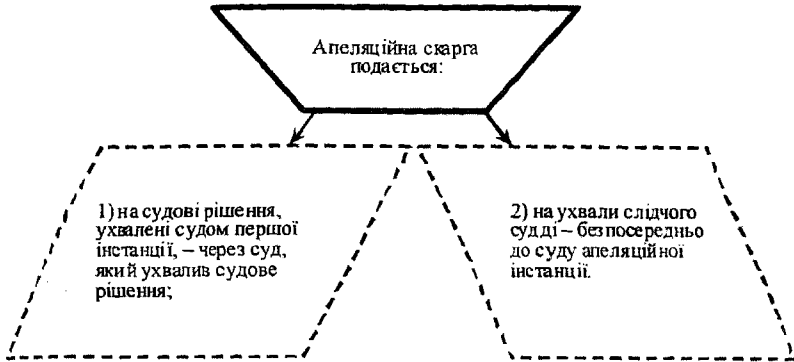 Апеляційна скарга
подається:
1) на судові рішення,
ухвалені судом першої
інстанції, – через суд,
який ухвалив судове
рішення;
2) на ухвали слідчого
судді – безпосередньо
до суду апеляційної
інстанції.